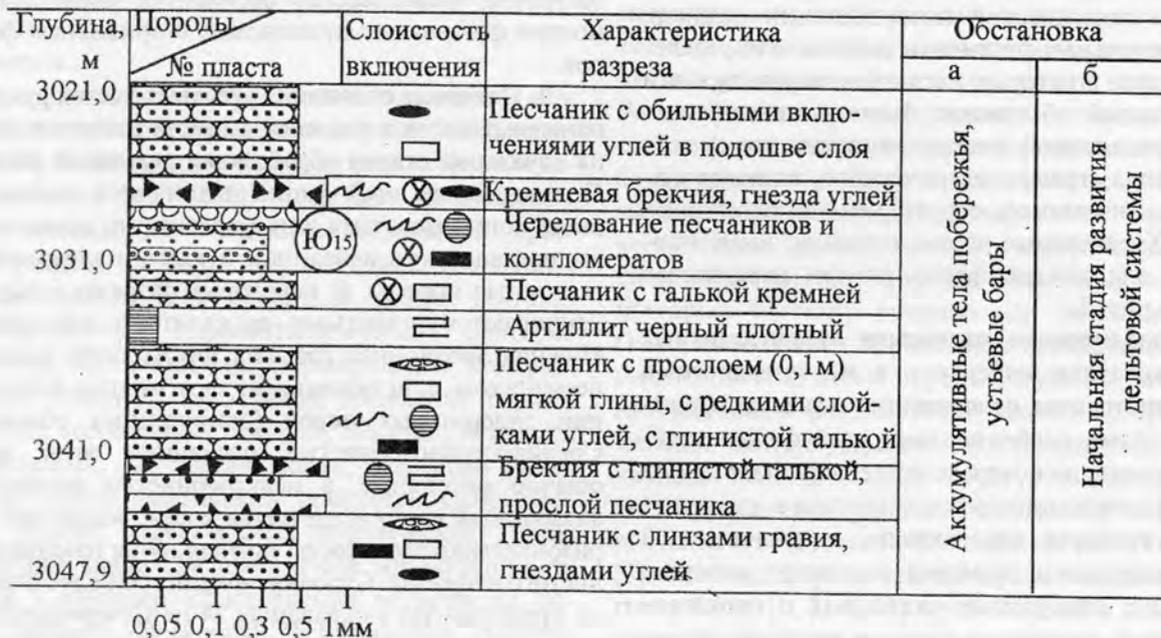 Глубина Породы Слоистость Характеристика Обстановка
м № пласта включения разреза а б
3021,0
Песчаник с обильными вклю-
чениями углей в подошве слоя
Кремневая брекчия, гнезда углей
Ю15 Чередование песчаников и
3031,0 конгломератов
Песчаник с галькой кремней
Аргиллит черный плотный
Песчаник с прослоем (0,1м)
мягкой глины, с редкими слой-
ками углей, с глинистой галькой
3041,0
Брекчия с глинистой галькой,
прослой песчаника
Песчаник с линзами гравия,
3047,9 гнездами углей
Аккумулятивные тела побережья,
устьевые бары
Начальная стадия развития
дельтовой системы
0,05 0,1 0,3 0,5 1мм